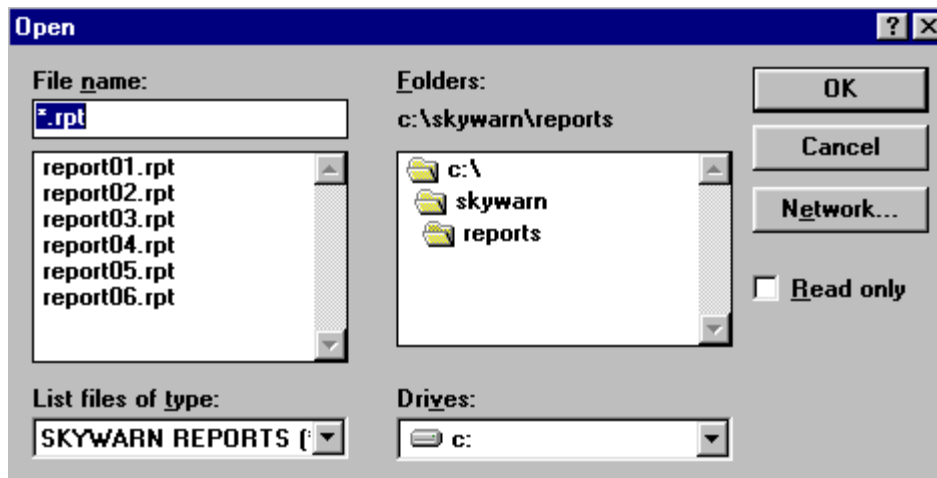 Open
File name:
*.rpt
report01.rpt
report02.rpt
report03.rpt
report04.rpt
report05.rpt
report06.rpt
List files of type:
SKYWARN REPORTS (
Folders:
c:\skywarn\reports
c:\
skywarn
reports
Drives:
c:
OK
Cancel
Network...
Read only